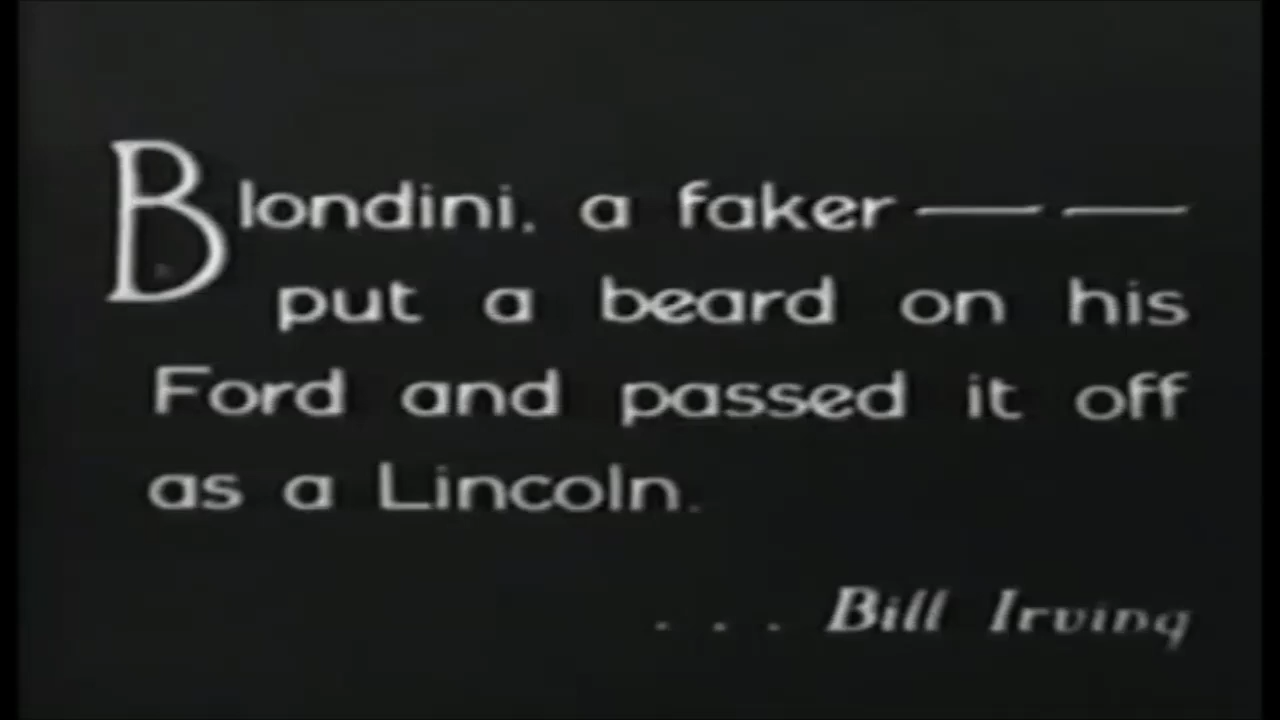 Blondini, a faker — —
put a beard on his
Ford and passed it off
as a Lincoln.
. . . Bill Irving